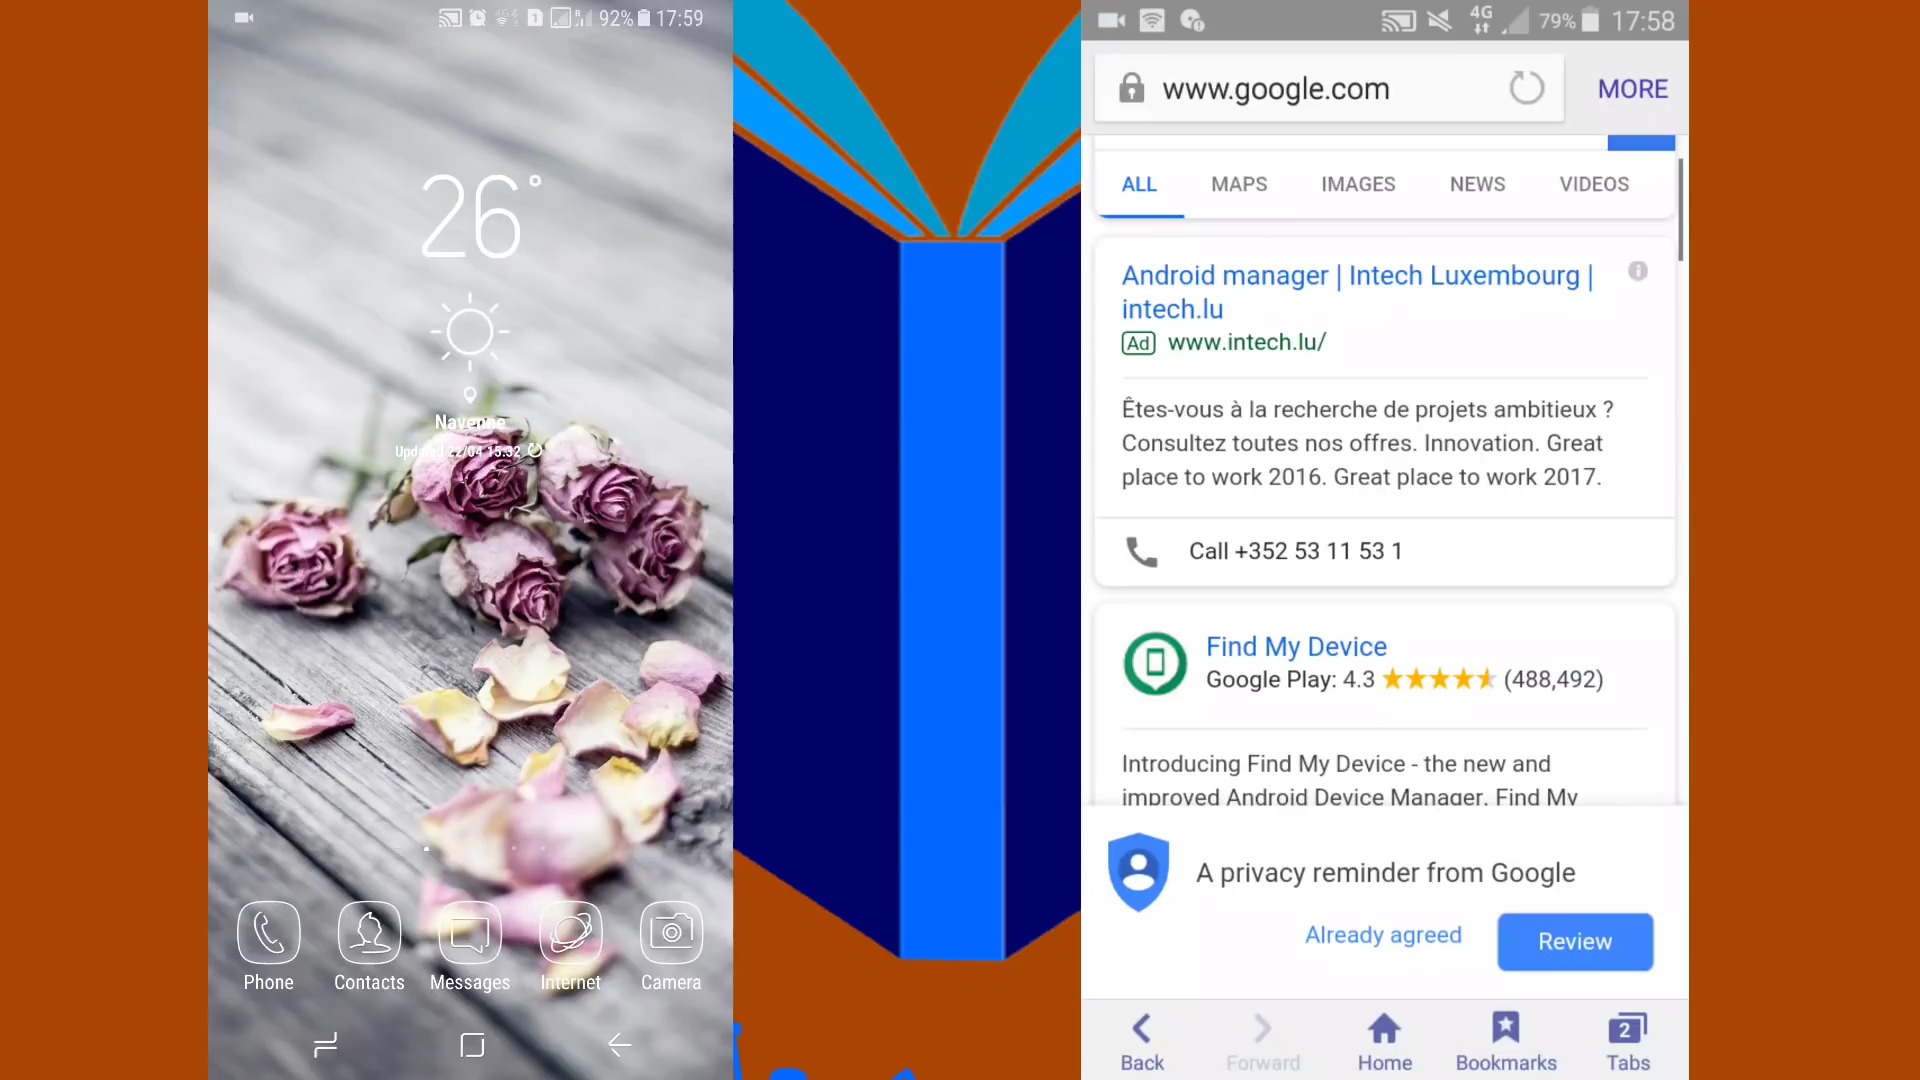 92% 17:59
26°
Navenne
Updated 22/04 15:32
Phone
Contacts
Messages
Internet
Camera
4G 79% 17:58
www.google.com
MORE
ALL
MAPS
IMAGES
NEWS
VIDEOS
Android manager | Intech Luxembourg |
intech.lu
Ad www.intech.lu/
Êtes-vous à la recherche de projets ambitieux ?
Consultez toutes nos offres. Innovation. Great
place to work 2016. Great place to work 2017.
Call +352 53 11 53 1
Find My Device
Google Play: 4.3 (488,492)
Introducing Find My Device - the new and
improved Android Device Manager. Find My
A privacy reminder from Google
Already agreed
Review
Back
Forward
Home
Bookmarks
2
Tabs